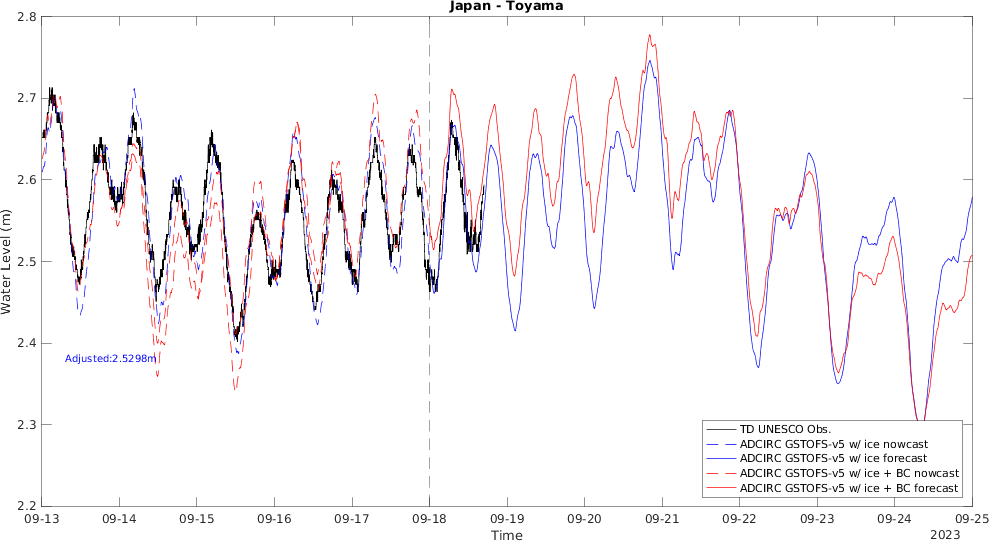 Japan - Toyama
2.8
2.7
2.6
2.5
2.4
2.3
2.2
Water Level (m)
Adjusted:2.5298m
TD UNESCO Obs.
ADCIRC GSTOFS-v5 w/ ice nowcast
ADCIRC GSTOFS-v5 w/ ice forecast
ADCIRC GSTOFS-v5 w/ ice + BC nowcast
ADCIRC GSTOFS-v5 w/ ice + BC forecast
09-13 09-14 09-15 09-16 09-17 09-18 09-19 09-20 09-21 09-22 09-23 09-24 09-25
Time
2023